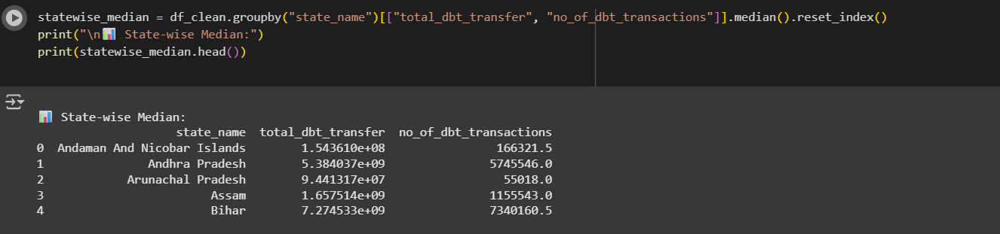 statewise_median = df_clean.groupby("state_name")[["total_dbt_transfer", "no_of_dbt_transactions"]].median().reset_index()
print("\n📊 State-wise Median:")
print(statewise_median.head())
📊 State-wise Median:
state_name total_dbt_transfer no_of_dbt_transactions
0 Andaman And Nicobar Islands 1.543610e+08 166321.5
1 Andhra Pradesh 5.384037e+09 5745546.0
2 Arunachal Pradesh 9.441317e+07 55018.0
3 Assam 1.657514e+09 1155543.0
4 Bihar 7.274533e+09 7340160.5